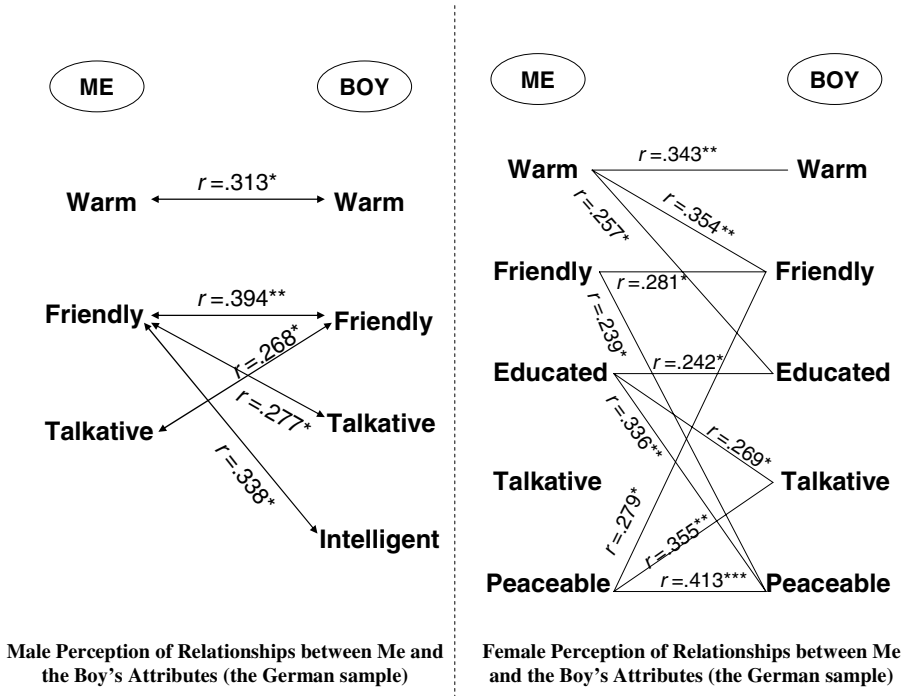 ME
BOY
Warm
r=.313*
Warm
Friendly
r=.394**
Friendly
r=.268*
r=.277*
Talkative
Talkative
r=.338*
Intelligent
Male Perception of Relationships between Me and
the Boy's Attributes (the German sample)
ME
BOY
Warm
r=.343**
Warm
r=.354**
r=.257*
Friendly
r=.281*
Friendly
r=.239*
Educated
r=.242*
Educated
r=.336**
r=.269*
Talkative
Talkative
r=.279*
r=.355**
Peaceable
r=.413***
Peaceable
Female Perception of Relationships between Me
and the Boy's Attributes (the German sample)